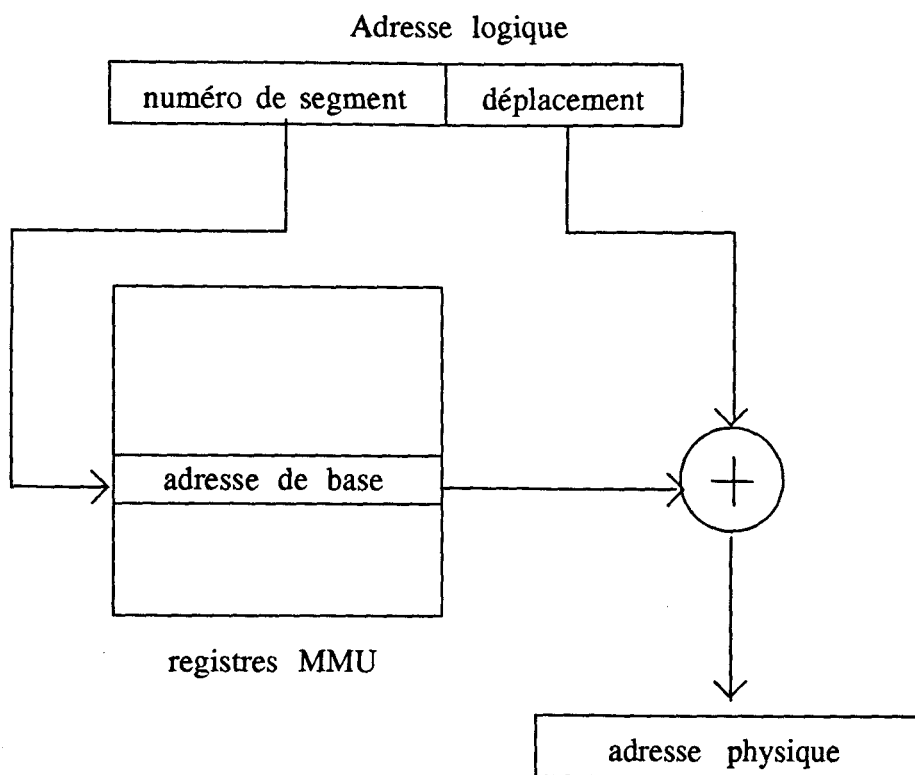 Adresse logique
numéro de segment
déplacement
adresse de base
+
registres MMU
adresse physique